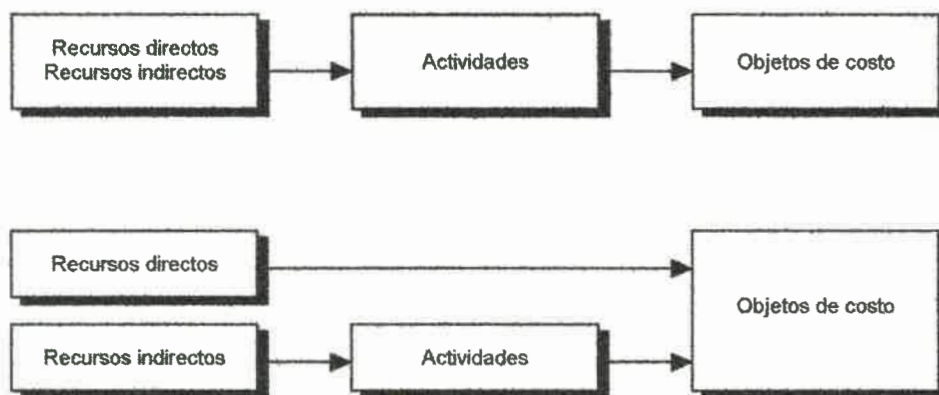 Recursos directos
Recursos indirectos
Actividades
Objetos de costo
Recursos directos
Objetos de costo
Recursos indirectos
Actividades